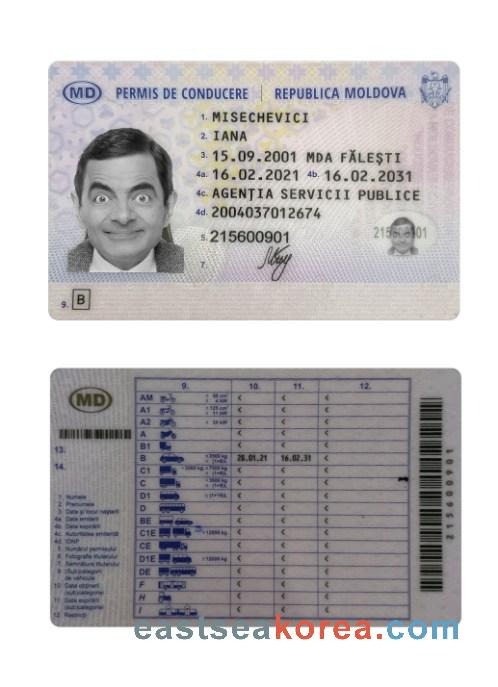 MD PERMIS DE CONDUCERE | REPUBLICA MOLDOVA
1. MISECHEVICI
2. IANA
3. 15.09.2001 MDA FĂLEŞTI
4a. 16.02.2021 4b. 16.02.2031
4c. AGENŢIA SERVICII PUBLICE
4d. 2004037012674
5. 215600901
7.
9. B
MD
9. 10. 11. 12.
AM < < <
A1 < < <
A2 < < <
A < < <
B1 < < <
B 28.01.21 16.02.31 <
C1 < < <
C < < <
D1 < < <
D < < <
BE < < <
C1E < < <
CE < < <
D1E < < <
DE < < <
F < < <
H < < <
I < < <
13.
14.
1. Numele
2. Prenumele
3. Data şi locul naşterii
4a. Data emiterii
4b. Data expirării
4c. Autoritatea emitentă
4d. IDNP
5. Numărul permisului
6. Fotografia titularului
7. Semnătura titularului
9. (Sub)categorii
de vehicule
10. Data obţinerii
(sub)categoriei
11. Data expirării
(sub)categoriei
12. Restricţii
215600901
eastseakorea.com